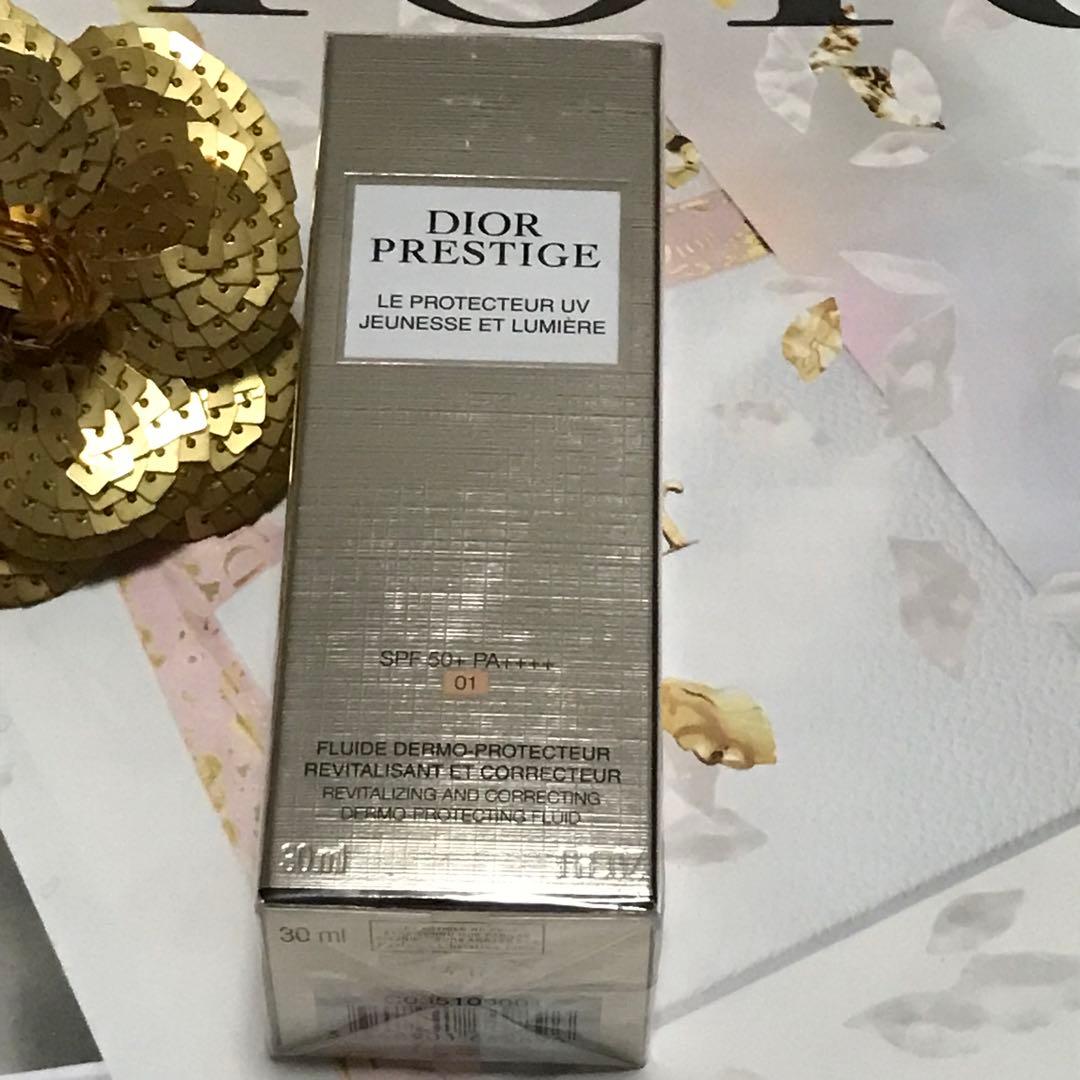 DIOR
PRESTIGE
LE PROTECTEUR UV
JEUNESSE ET LUMIÈRE
SPF 50+ PA++++
01
FLUIDE DERMO-PROTECTEUR
REVITALISANT ET CORRECTEUR
REVITALIZING AND CORRECTING
DERMO-PROTECTING FLUID
30 ml
30 ml